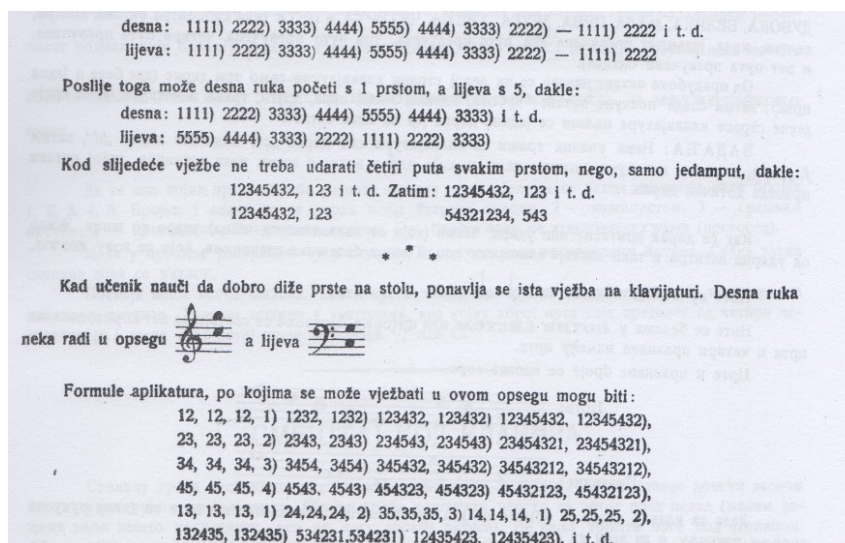 desna: 1111) 2222) 3333) 4444) 5555) 4444) 3333) 2222) — 1111) 2222 i t. d.
lijeva: 1111) 2222) 3333) 4444) 5555) 4444) 3333) 2222) — 1111) 2222
Poslije toga može desna ruka početi s 1 prstom, a lijeva s 5, dakle:
desna: 1111) 2222) 3333) 4444) 5555) 4444) 3333) i t. d.
lijeva: 5555) 4444) 3333) 2222) 1111) 2222) 3333)
Kod slijedeće vježbe ne treba udarati četiri puta svakim prstom, nego, samo jedamput, dakle:
12345432, 123 i t. d. Zatim: 12345432, 123 i t. d.
12345432, 123 54321234, 543
* * *
Kad učenik nauči da dobro diže prste na stolu, ponavlja se ista vježba na klavijaturi. Desna ruka
neka radi u opsegu a lijeva
Formule aplikatura, po kojima se može vježbati u ovom opsegu mogu biti:
12, 12, 12, 1) 1232, 1232) 123432, 123432) 12345432, 12345432),
23, 23, 23, 2) 2343, 2343) 234543, 234543) 23454321, 23454321),
34, 34, 34, 3) 3454, 3454) 345432, 345432) 34543212, 34543212),
45, 45, 45, 4) 4543, 4543) 454323, 454323) 45432123, 45432123),
13, 13, 13, 1) 24,24,24, 2) 35,35,35, 3) 14,14,14, 1) 25, 25, 25, 2),
132435, 132435) 534231,534231) 12435423, 12435423), i t. d.